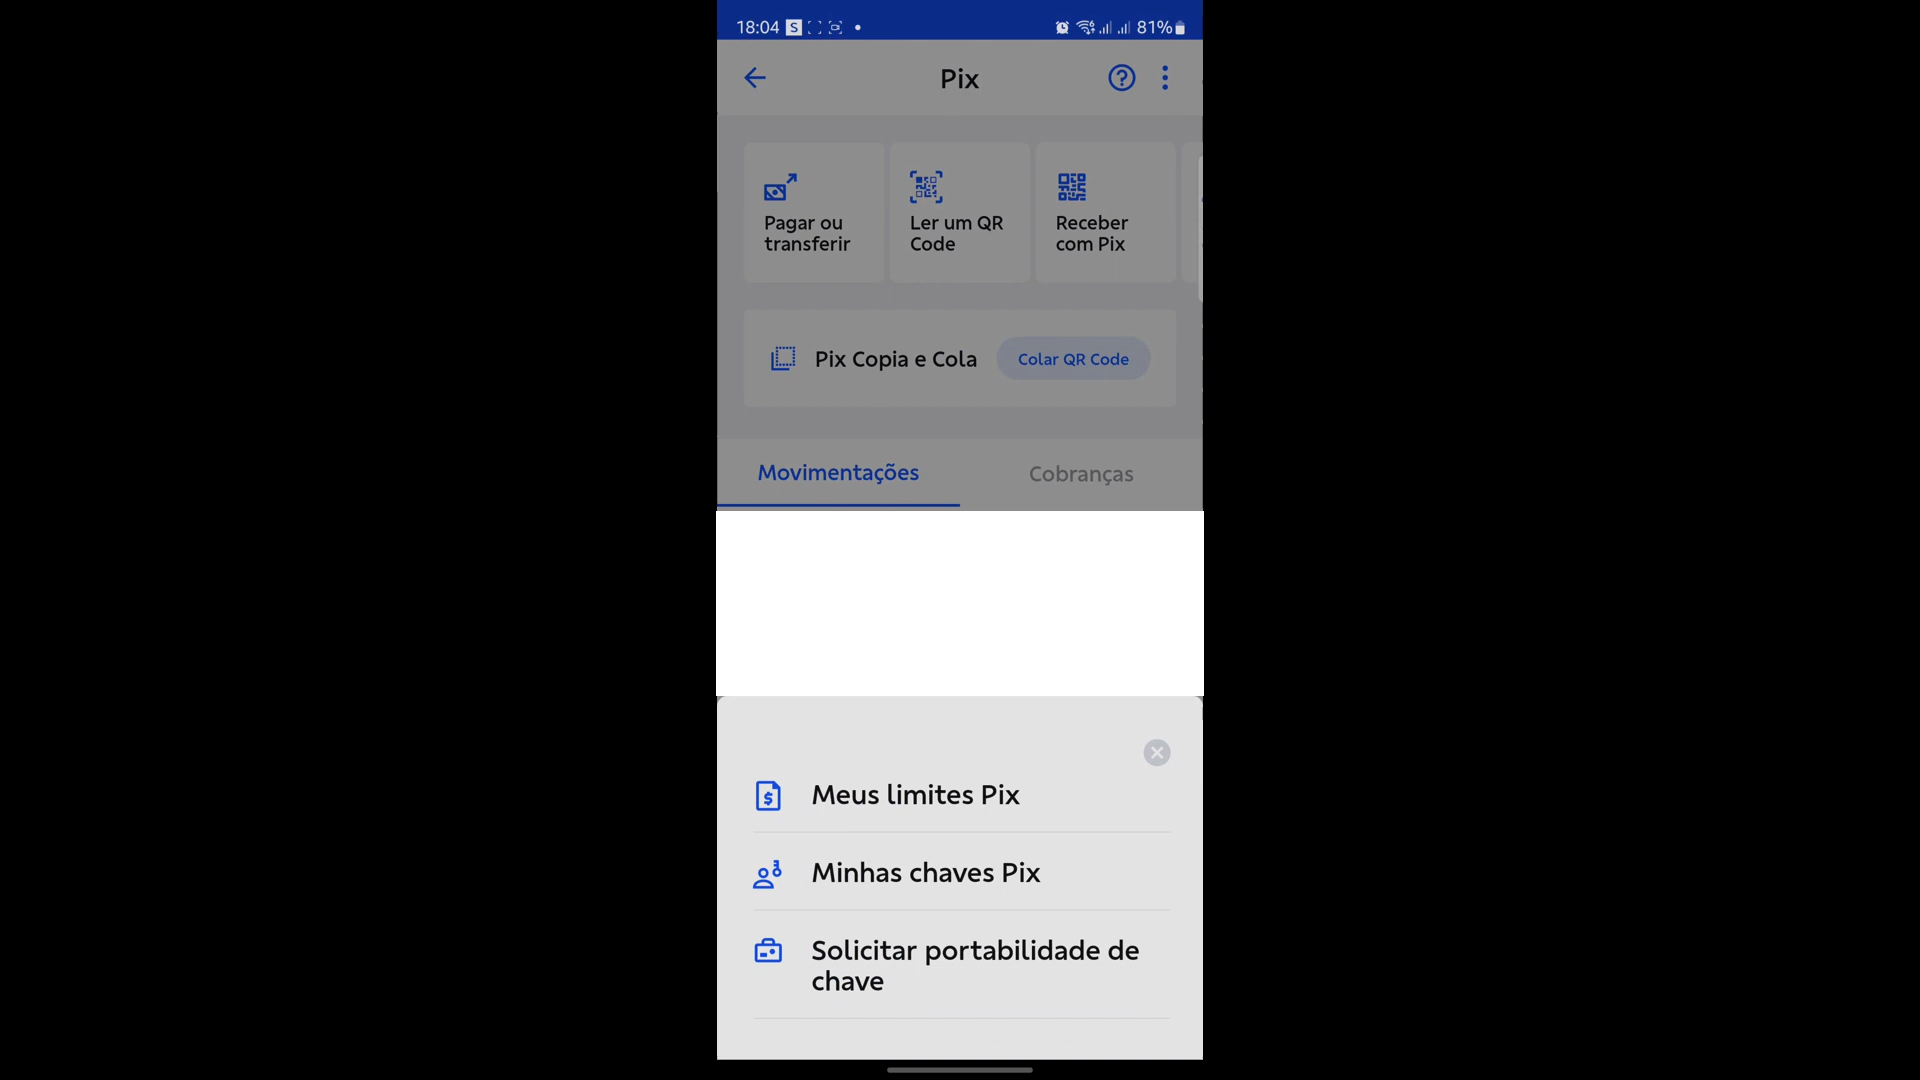 18:04 S 81%
Pix
Pagar ou
transferir
Ler um QR
Code
Receber
com Pix
Pix Copia e Cola
Colar QR Code
Movimentações
Cobranças
Meus limites Pix
Minhas chaves Pix
Solicitar portabilidade de
chave